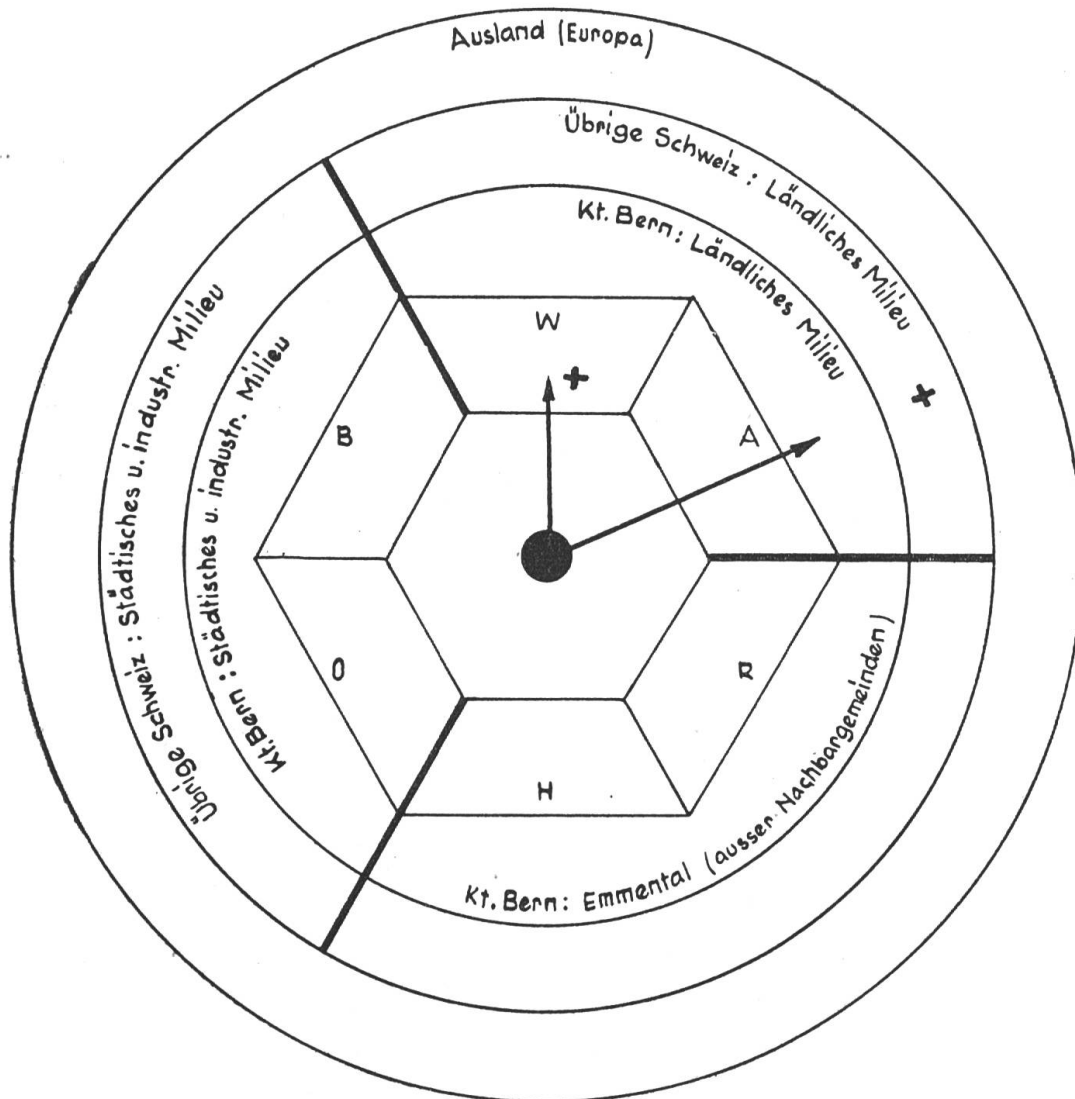 Ausland (Europa)
Übrige Schweiz : Ländliches Milieu
Kt. Bern : Ländliches Milieu
Übrige Schweiz : Städtisches u. industr. Milieu
Kt. Bern : Städtisches u. industr. Milieu
W
+
+
B
A
O
R
H
Kt. Bern : Emmental (ausser Nachbargemeinden)